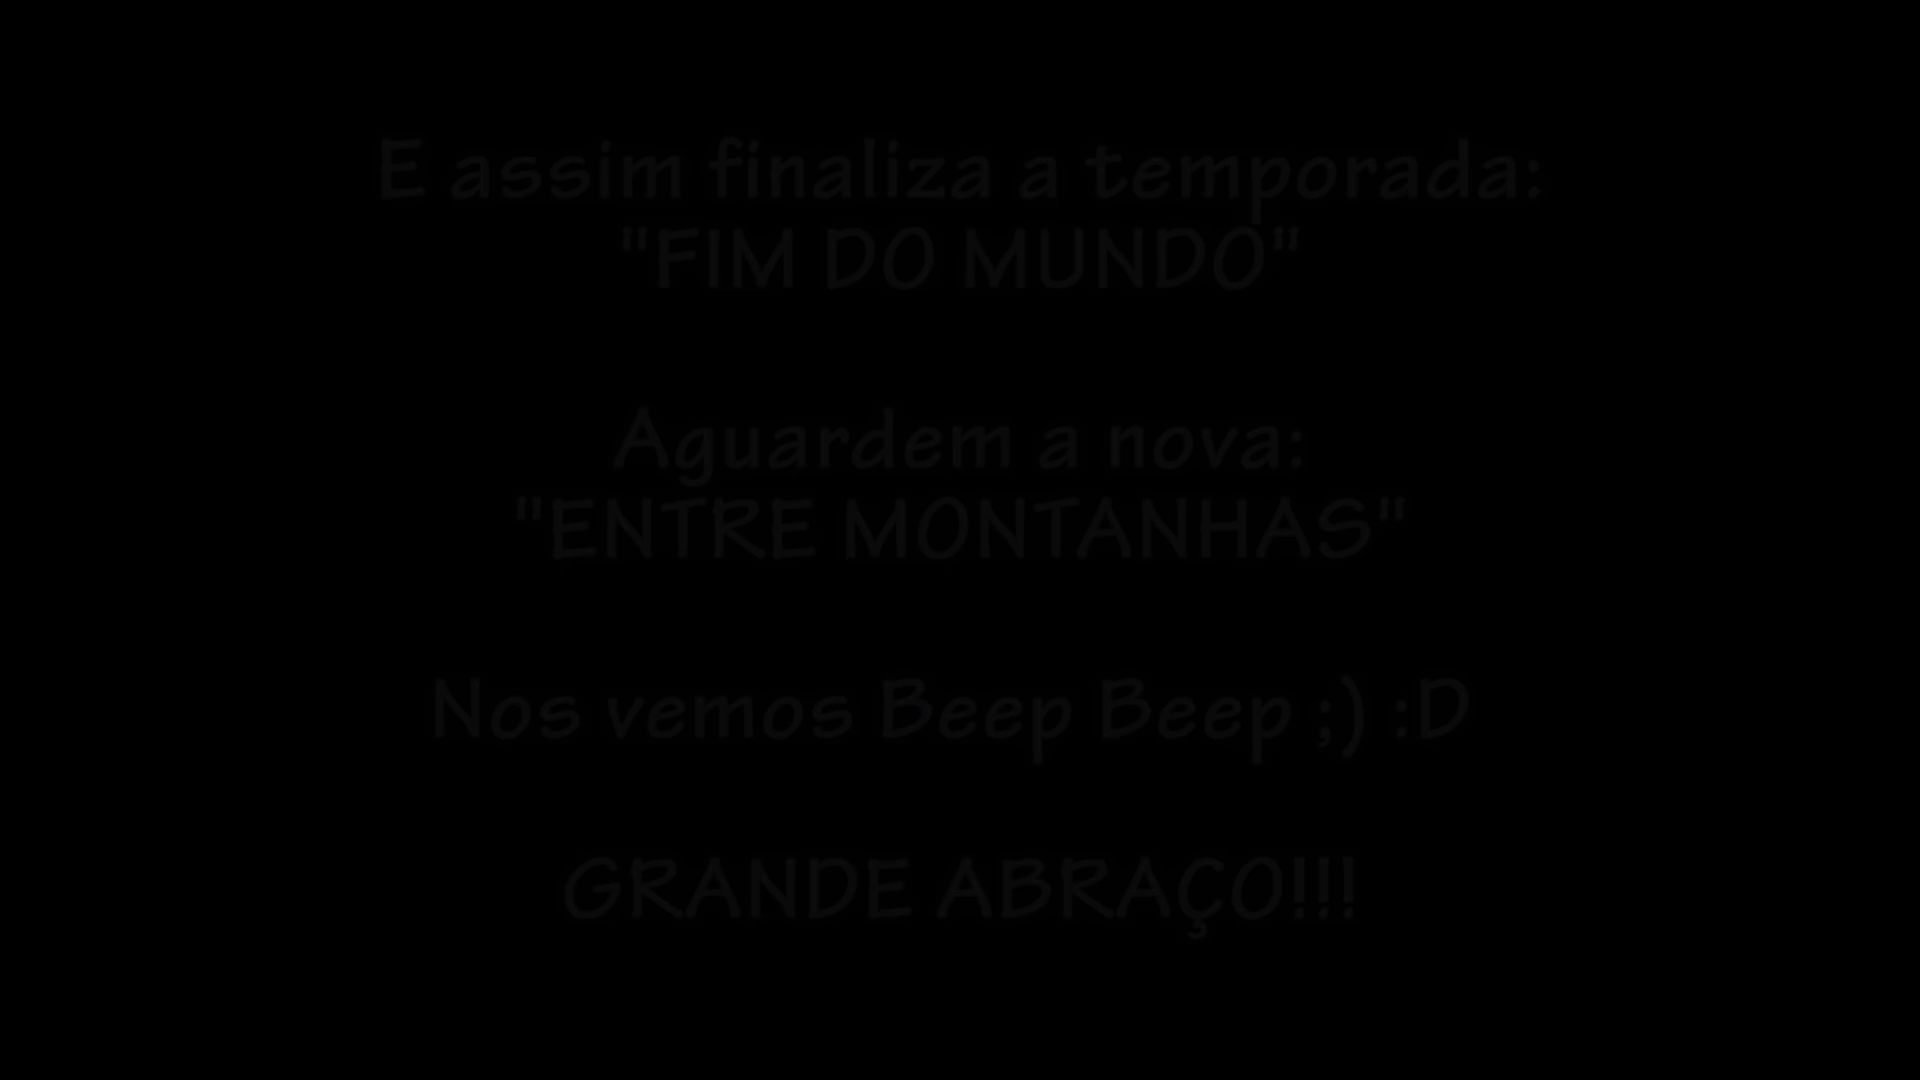 E assim finaliza a temporada:
"FIM DO MUNDO"
Aguardem a nova:
"ENTRE MONTANHAS"
Nos vemos Beep Beep ;) :D
GRANDE ABRAÇO!!!